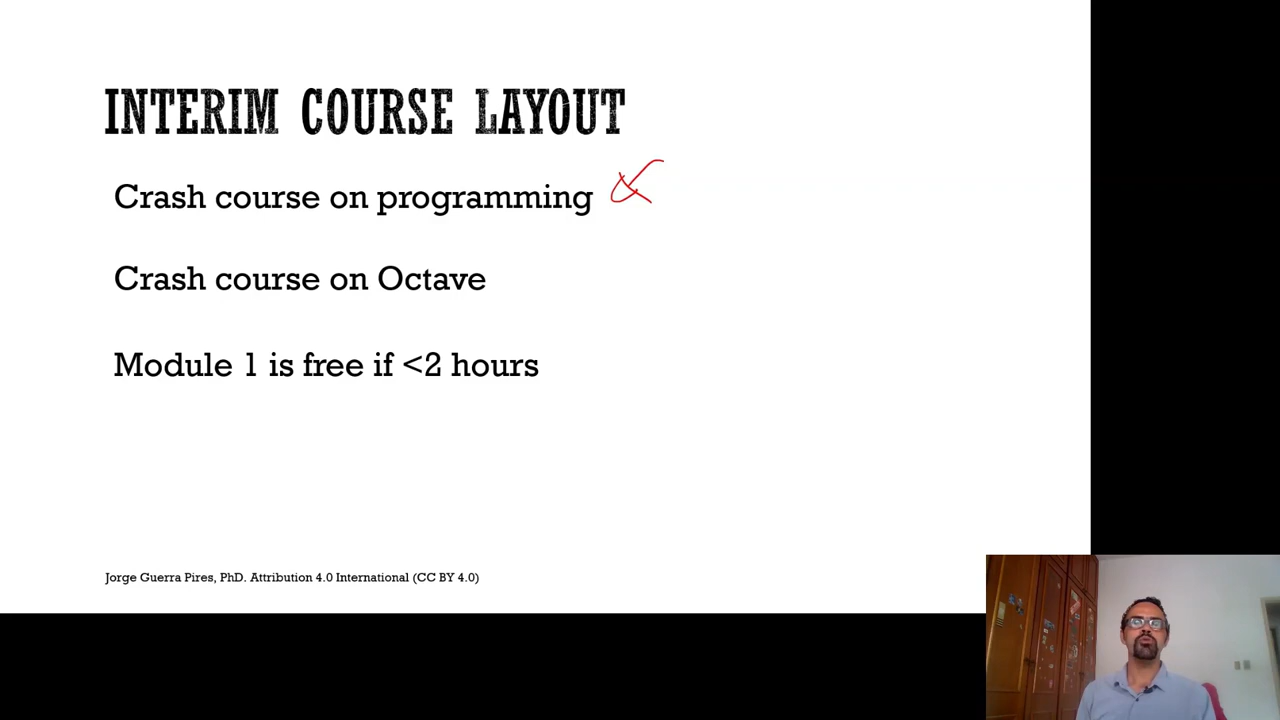 INTERIM COURSE LAYOUT
Crash course on programming
Crash course on Octave
Module 1 is free if <2 hours
Jorge Guerra Pires, PhD. Attribution 4.0 International (CC BY 4.0)